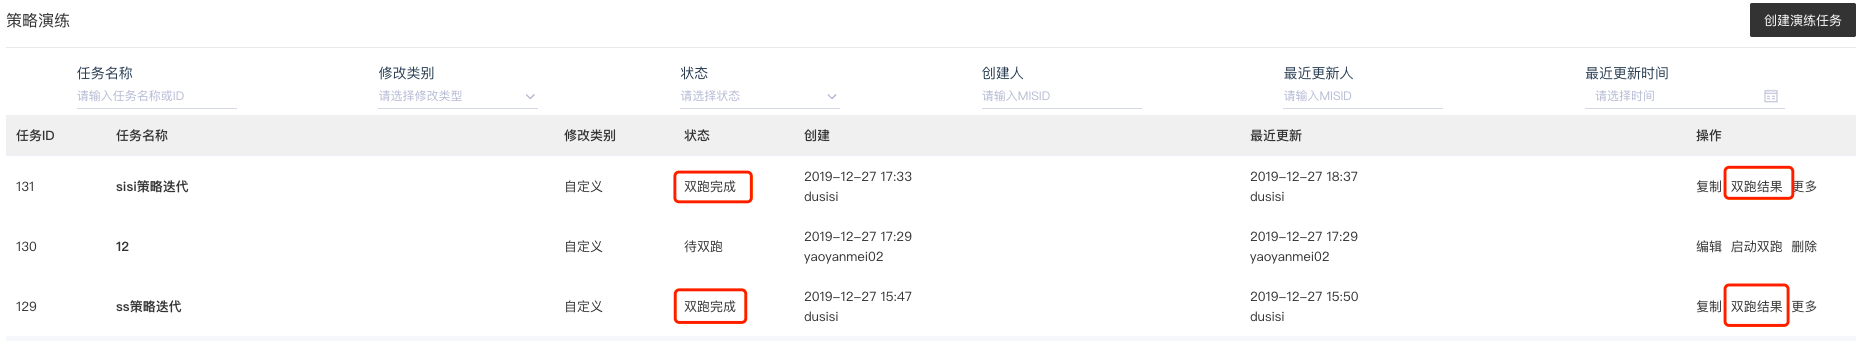 策略演练
创建演练任务
任务名称 修改类别 状态 创建人 最近更新人 最近更新时间
请输入任务名称或ID 请选择修改类型 请选择状态 请输入MISID 请输入MISID 请选择时间
任务ID 任务名称 修改类别 状态 创建 最近更新 操作
131 sisi策略迭代 自定义 双跑完成 2019-12-27 17:33 2019-12-27 18:37 复制 双跑结果 更多
dusisi dusisi
130 12 自定义 待双跑 2019-12-27 17:29 2019-12-27 17:29 编辑 启动双跑 删除
yaoyanmei02 yaoyanmei02
129 ss策略迭代 自定义 双跑完成 2019-12-27 15:47 2019-12-27 15:50 复制 双跑结果 更多
dusisi dusisi